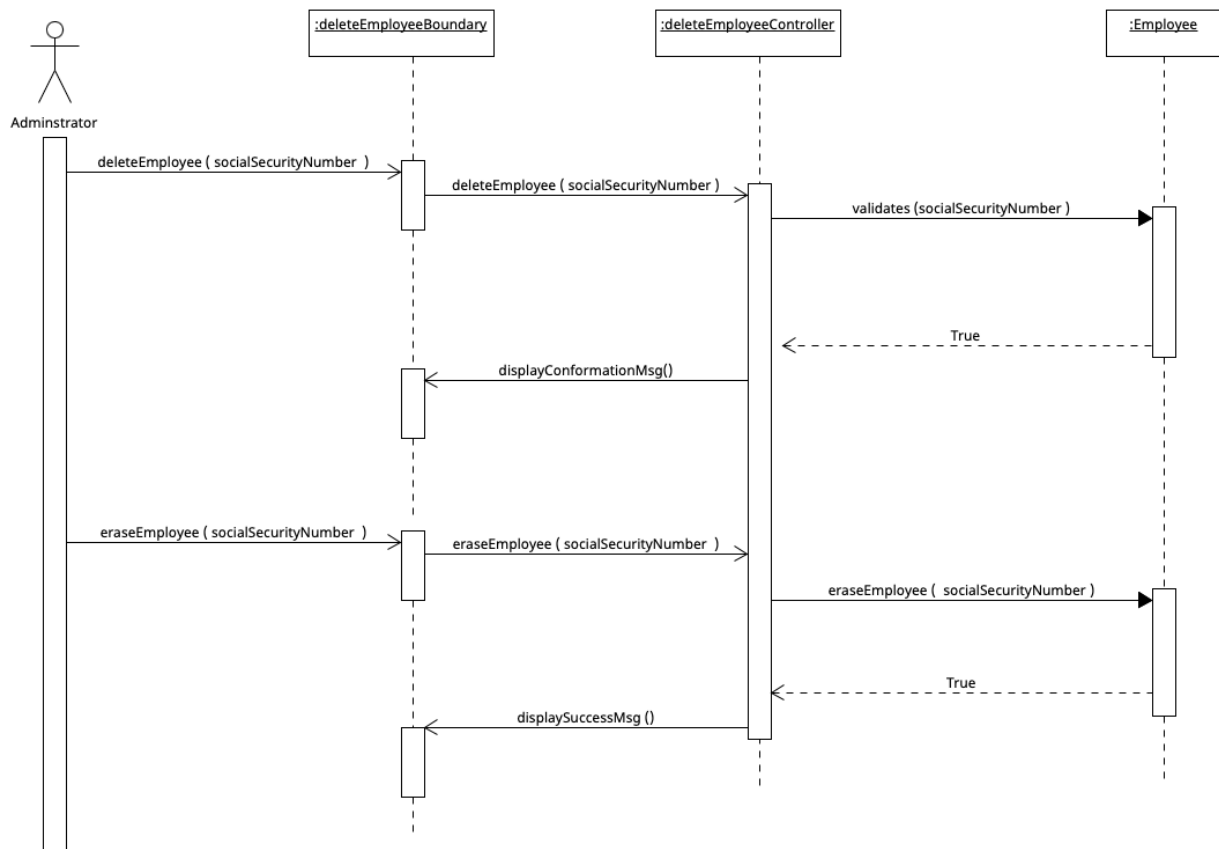 :deleteEmployeeBoundary
:deleteEmployeeController
:Employee
Adminstrator
deleteEmployee ( socialSecurityNumber  )
deleteEmployee ( socialSecurityNumber )
validates (socialSecurityNumber )
True
displayConformationMsg()
eraseEmployee ( socialSecurityNumber  )
eraseEmployee ( socialSecurityNumber  )
eraseEmployee (  socialSecurityNumber )
True
displaySuccessMsg ()